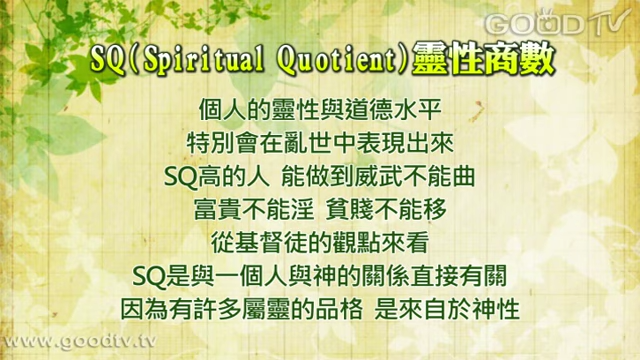 GOODTV
SQ(Spiritual Quotient)靈性商數
個人的靈性與道德水平
特別會在亂世中表現出來
SQ高的人 能做到威武不能曲
富貴不能淫 貧賤不能移
從基督徒的觀點來看
SQ是與一個人與神的關係直接有關
因為有許多屬靈的品格 是來自於神性
www.goodtv.tv